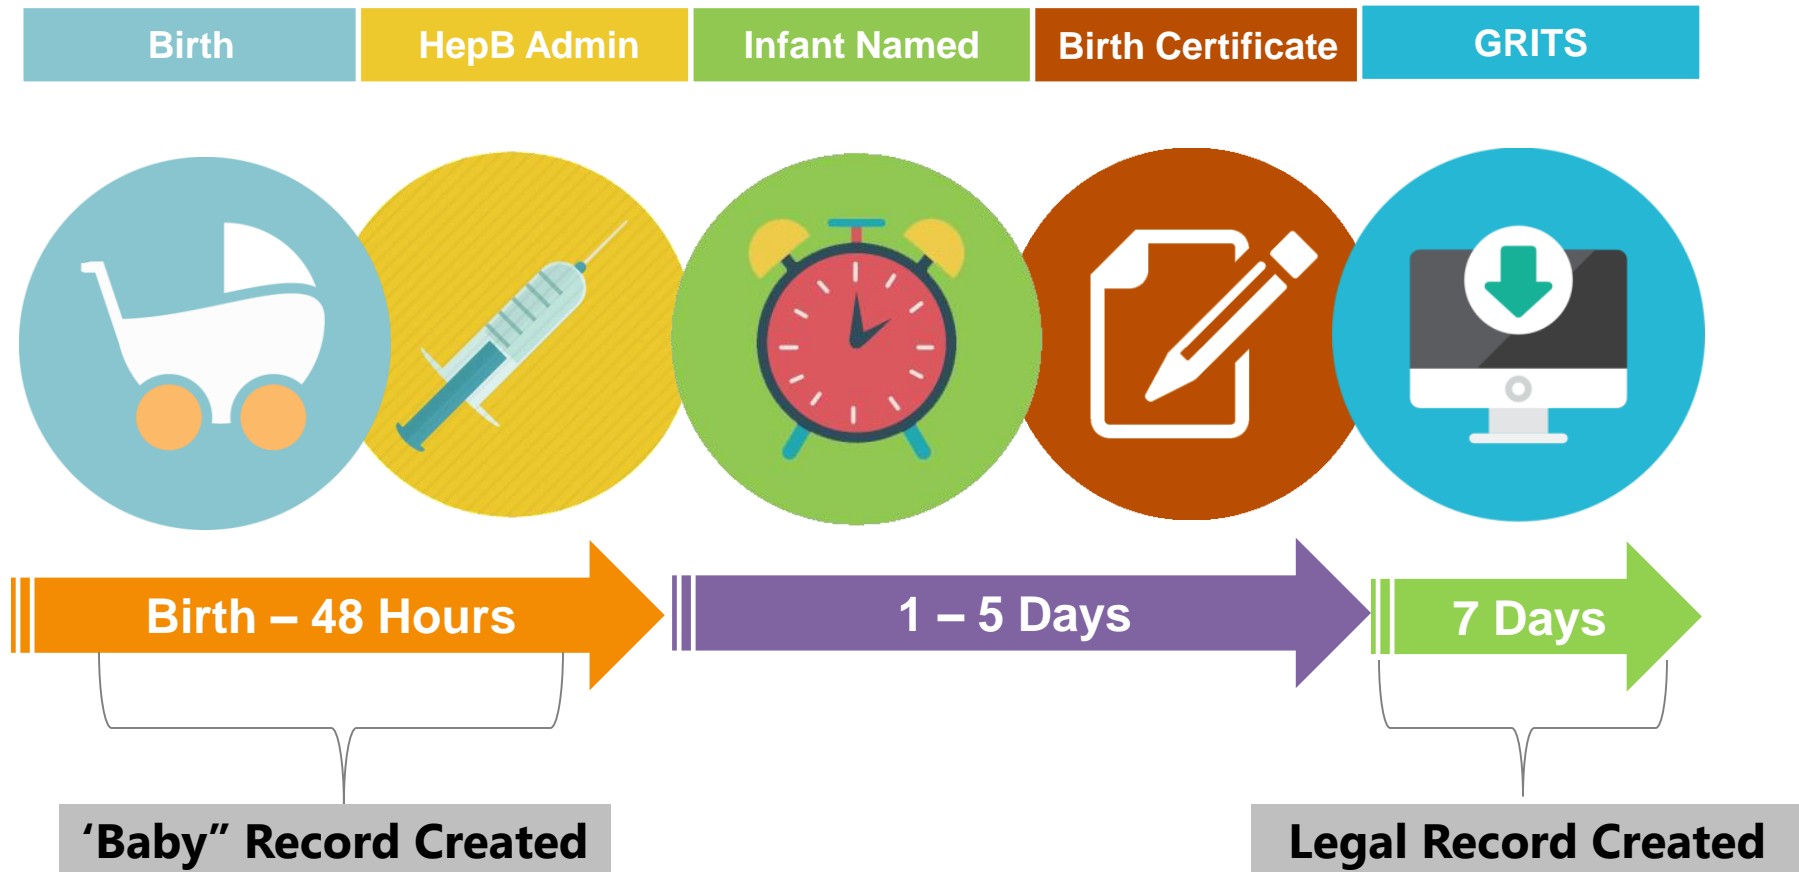 Birth
HepB Admin
Infant Named
Birth Certificate
GRITS
Birth – 48 Hours
1 – 5 Days
7 Days
‘Baby” Record Created
Legal Record Created